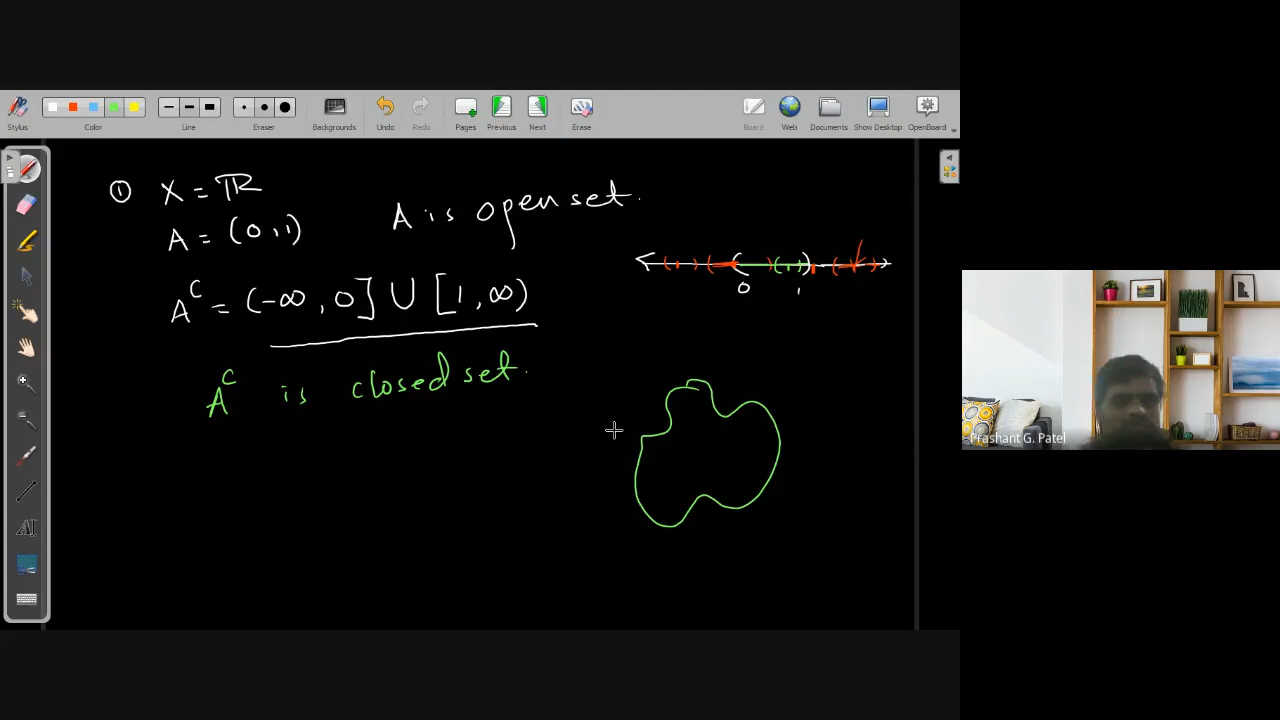 Stylus
Color
Line
Eraser
Backgrounds
Undo
Redo
Pages
Previous
Next
Erase
Board
Web
Documents
Show Desktop
OpenBoard
① X = ℝ
A = (0,1)
A is open set.
A^C = (-∞, 0] ∪ [1, ∞)
0 1
A^C is closed set.
Prashant G. Patel